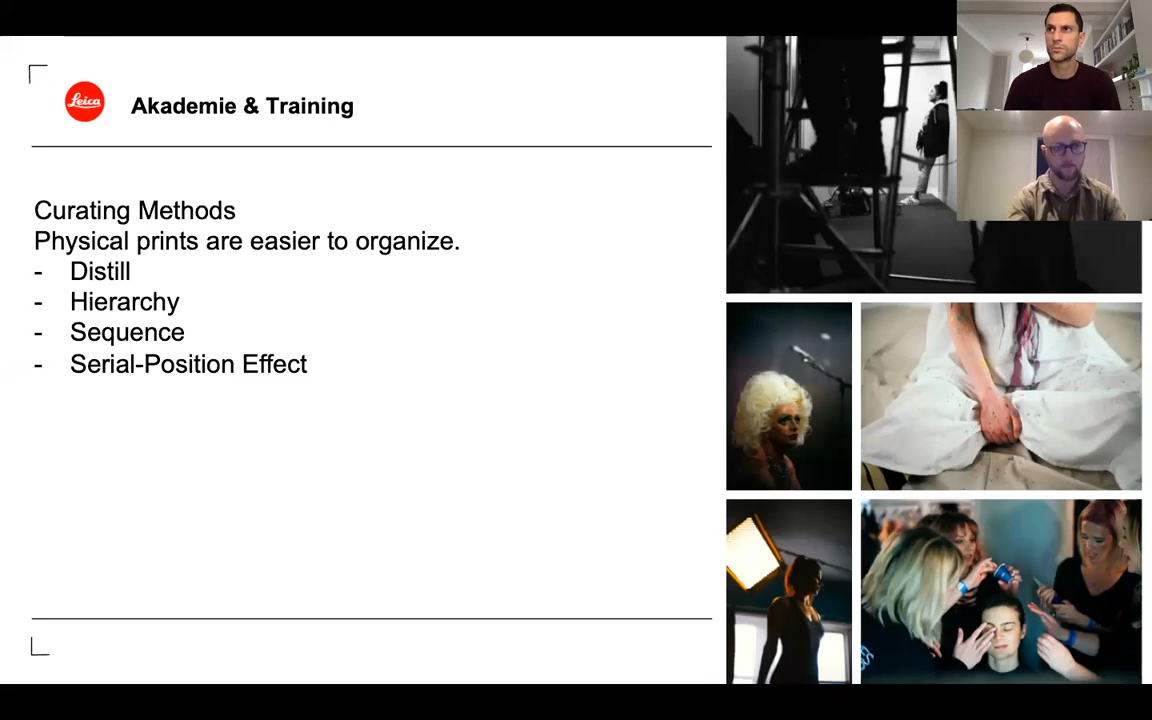 Leica
Akademie & Training
Curating Methods
Physical prints are easier to organize.
- Distill
- Hierarchy
- Sequence
- Serial-Position Effect